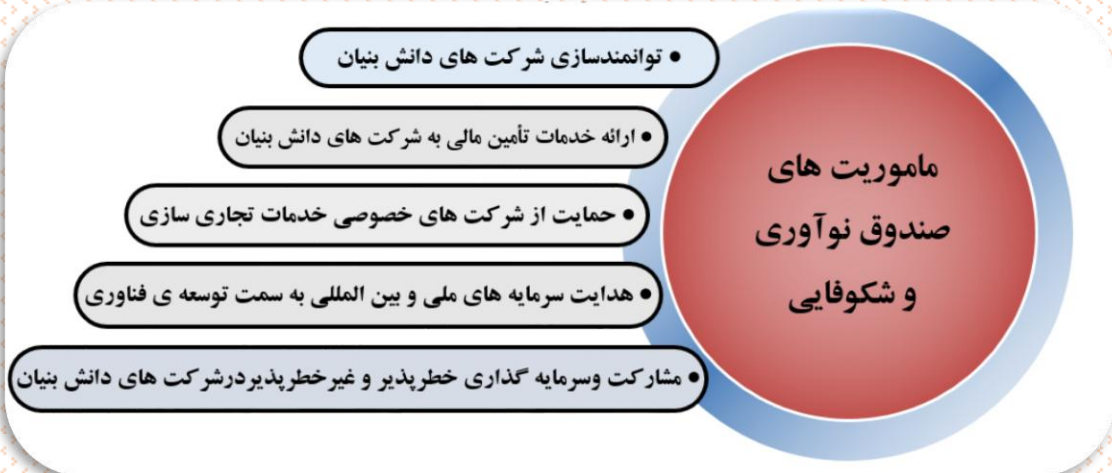 ماموریت های
صندوق نوآوری
و شکوفایی
• توانمندسازی شرکت های دانش بنیان
• ارائه خدمات تأمین مالی به شرکت های دانش بنیان
• حمایت از شرکت های خصوصی خدمات تجاری سازی
• هدایت سرمایه های ملی و بین المللی به سمت توسعه ی فناوری
• مشارکت وسرمایه گذاری خطرپذیر و غیرخطرپذیردرشرکت های دانش بنیان